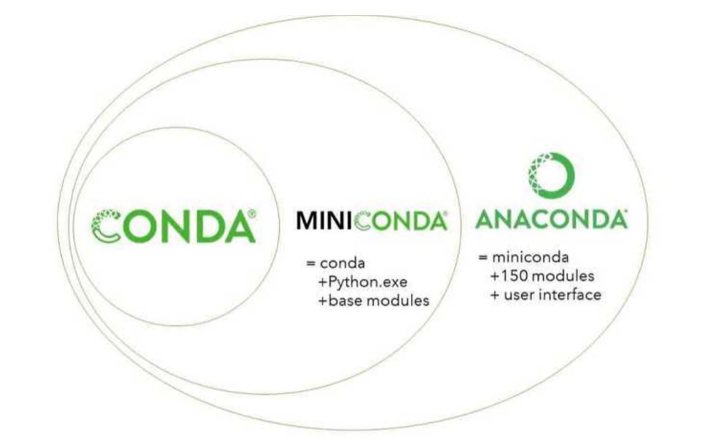 CONDA®
MINICONDA®
= conda
+Python.exe
+base modules
ANACONDA®
= miniconda
+150 modules
+ user interface